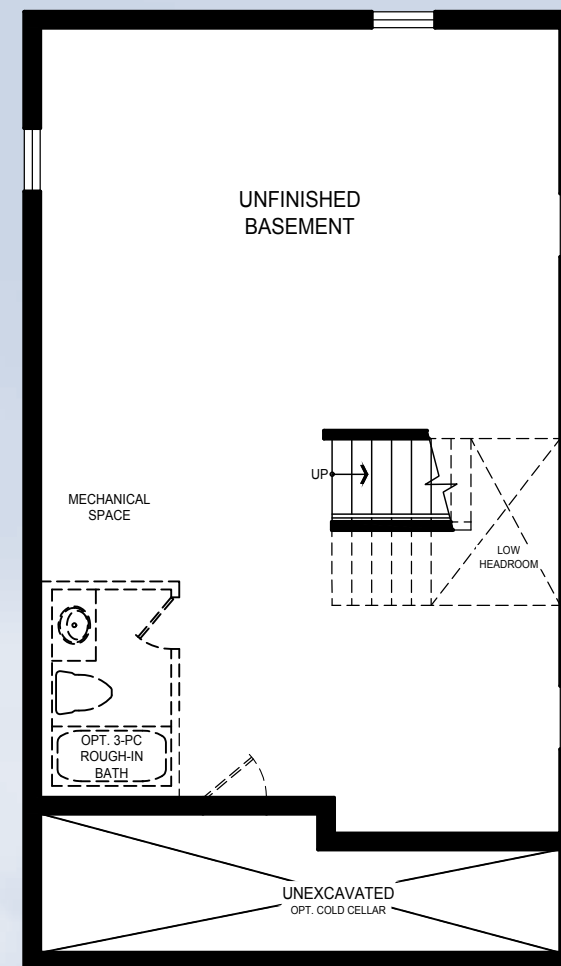 UNFINISHED
BASEMENT
UP
MECHANICAL
SPACE
LOW
HEADROOM
OPT. 3-PC
ROUGH-IN
BATH
UNEXCAVATED
OPT. COLD CELLAR